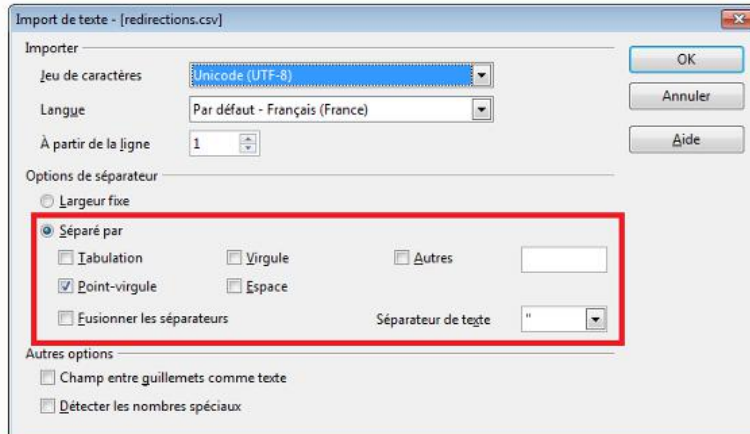 Import de texte - [redirections.csv]
Importer
Jeu de caractères Unicode (UTF-8)
Langue Par défaut - Français (France)
À partir de la ligne 1
OK
Annuler
Aide
Options de séparateur
Largeur fixe
Séparé par
Tabulation Virgule Autres
Point-virgule Espace
Fusionner les séparateurs Séparateur de texte "
Autres options
Champ entre guillemets comme texte
Détecter les nombres spéciaux